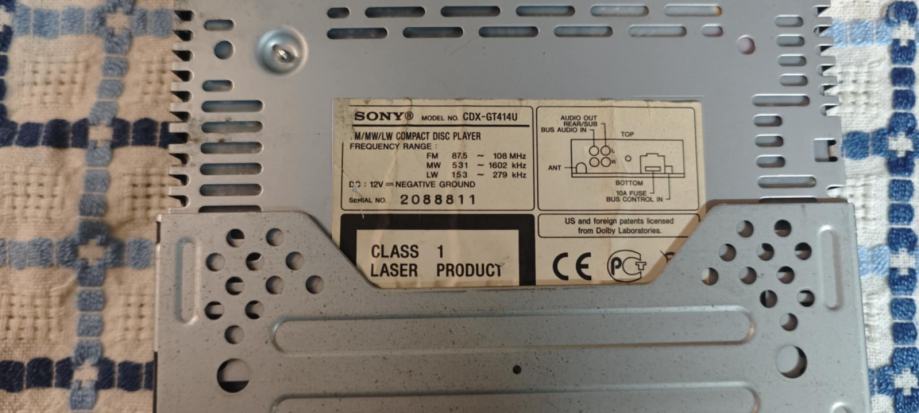 SONY® MODEL NO. CDX-GT414U
M/MW/LW COMPACT DISC PLAYER
FREQUENCY RANGE :
FM 87.5 ~ 108 MHz
MW 531 ~ 1602 kHz
LW 153 ~ 279 kHz
DC : 12V ⎓ NEGATIVE GROUND
SERIAL NO. 2088811
AUDIO OUT
REAR/SUB
BUS AUDIO IN
TOP
L
R
ANT
BOTTOM
10A FUSE
BUS CONTROL IN
US and foreign patents licensed
from Dolby Laboratories.
CLASS 1
LASER PRODUCT
CE